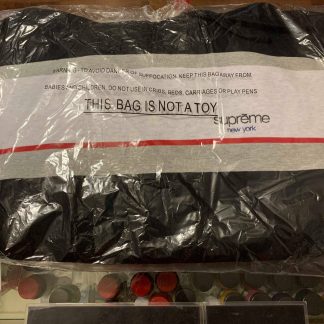 WARNING - TO AVOID DANGER OF SUFFOCATION, KEEP THIS BAG AWAY FROM
BABIES AND CHILDREN. DO NOT USE IN CRIBS, BEDS, CARRIAGES OR PLAY PENS
THIS BAG IS NOT A TOY
suprēme
new york